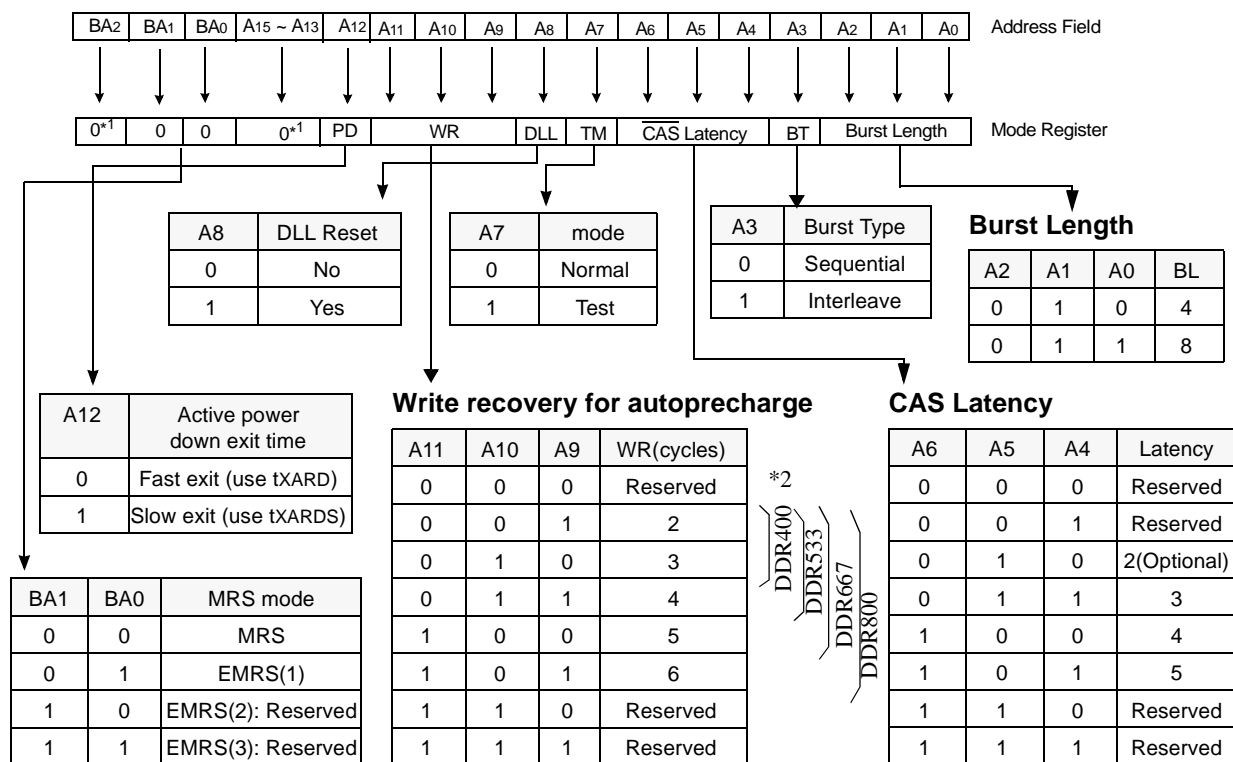 BA2 BA1 BA0 A15 ~ A13 A12 A11 A10 A9 A8 A7 A6 A5 A4 A3 A2 A1 A0 Address Field
0*1 0 0 0*1 PD WR DLL TM CAS Latency BT Burst Length Mode Register
A8 DLL Reset
0 No
1 Yes
A7 mode
0 Normal
1 Test
A3 Burst Type
0 Sequential
1 Interleave
Burst Length
A2 A1 A0 BL
0 1 0 4
0 1 1 8
A12 Active power
down exit time
0 Fast exit (use tXARD)
1 Slow exit (use tXARDS)
BA1 BA0 MRS mode
0 0 MRS
0 1 EMRS(1)
1 0 EMRS(2): Reserved
1 1 EMRS(3): Reserved
Write recovery for autoprecharge
A11 A10 A9 WR(cycles)
0 0 0 Reserved
0 0 1 2
0 1 0 3
0 1 1 4
1 0 0 5
1 0 1 6
1 1 0 Reserved
1 1 1 Reserved
*2
DDR400
DDR533
DDR667
DDR800
CAS Latency
A6 A5 A4 Latency
0 0 0 Reserved
0 0 1 Reserved
0 1 0 2(Optional)
0 1 1 3
1 0 0 4
1 0 1 5
1 1 0 Reserved
1 1 1 Reserved